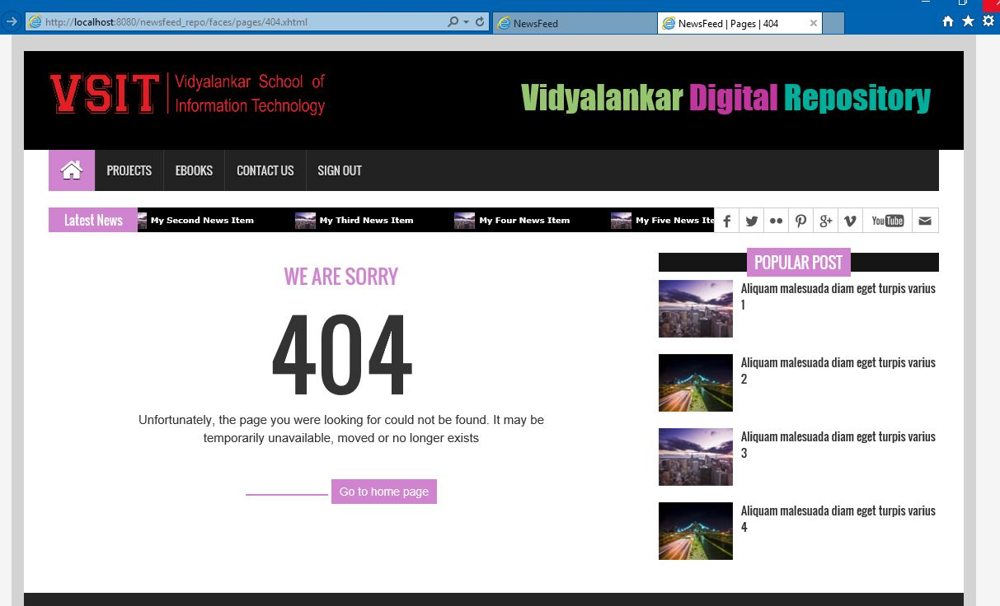 http://localhost:8080/newsfeed_repo/faces/pages/404.xhtml
NewsFeed
NewsFeed | Pages | 404
VSIT
Vidyalankar School of
Information Technology
Vidyalankar Digital Repository
PROJECTS
EBOOKS
CONTACT US
SIGN OUT
Latest News
My Second News Item
My Third News Item
My Four News Item
My Five News Ite
You Tube
WE ARE SORRY
404
Unfortunately, the page you were looking for could not be found. It may be
temporarily unavailable, moved or no longer exists
Go to home page
POPULAR POST
Aliquam malesuada diam eget turpis varius
1
Aliquam malesuada diam eget turpis varius
2
Aliquam malesuada diam eget turpis varius
3
Aliquam malesuada diam eget turpis varius
4